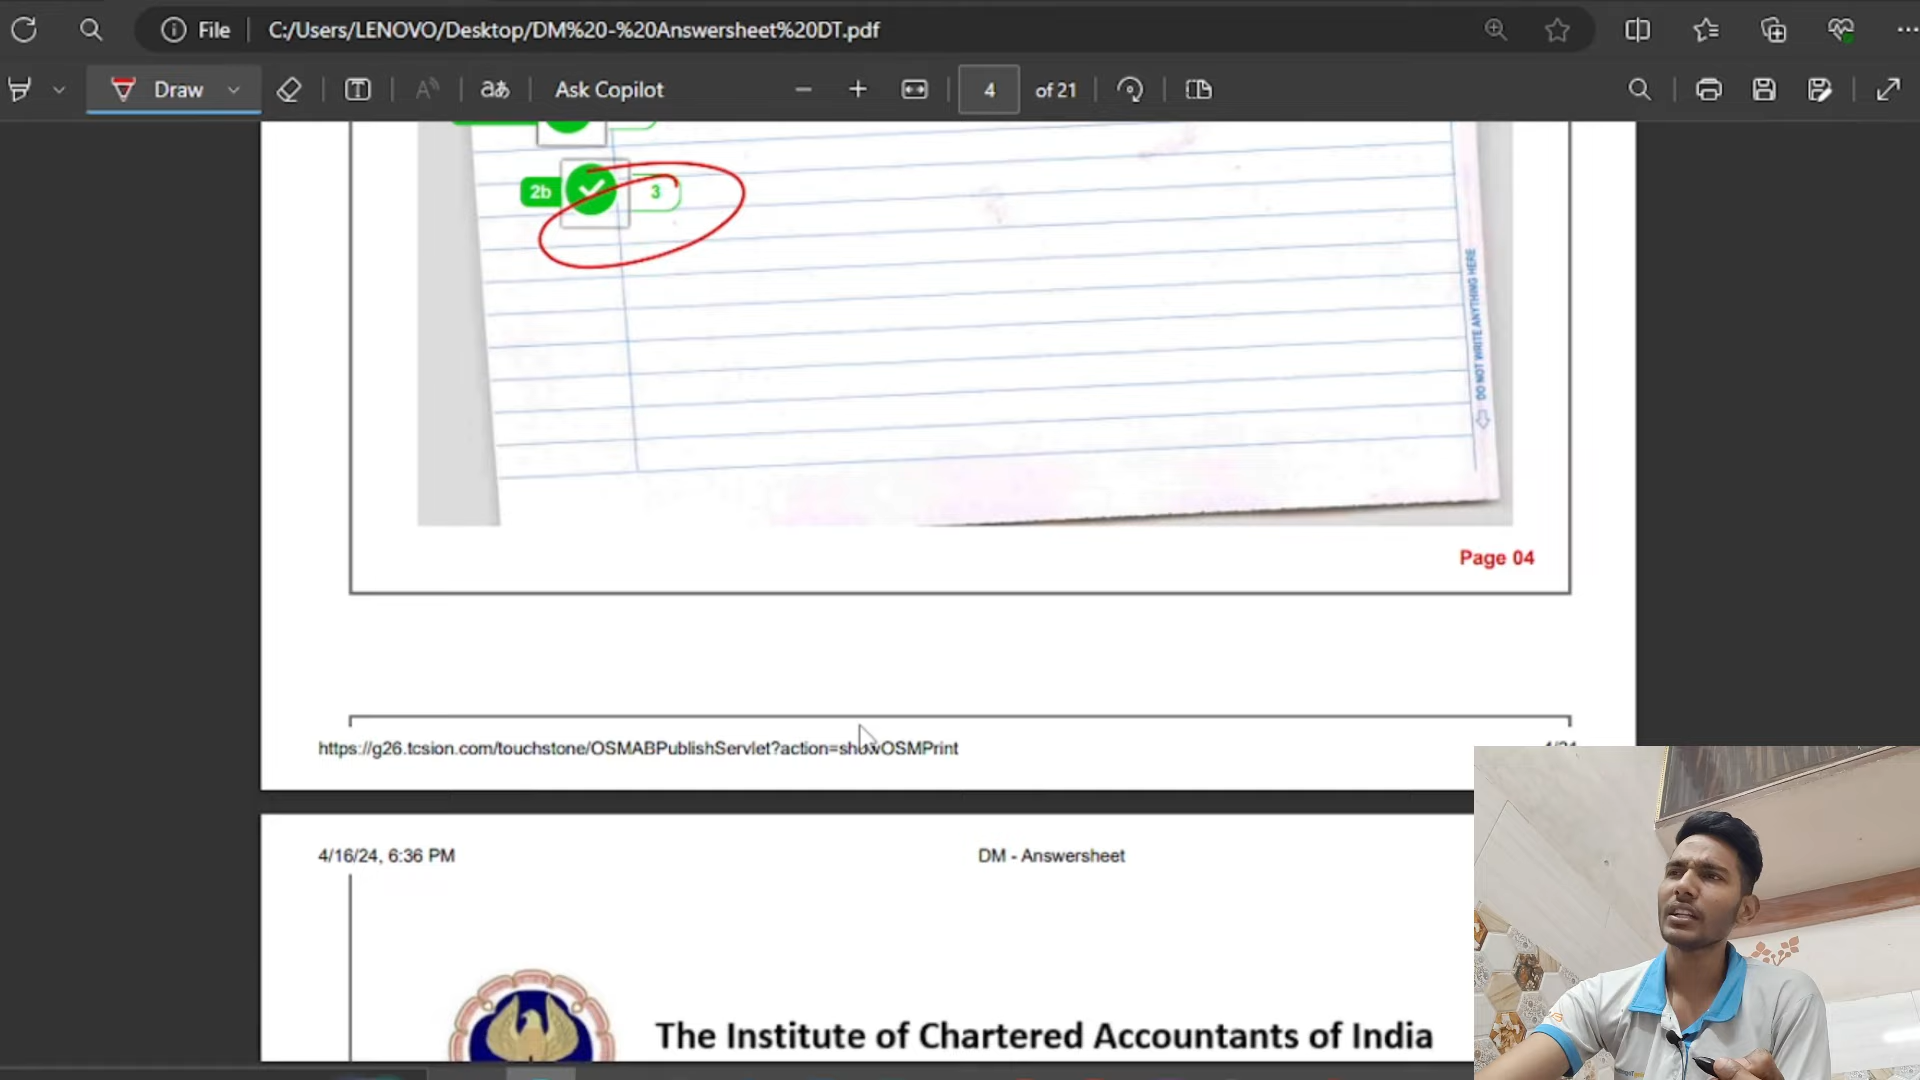 File C:/Users/LENOVO/Desktop/DM%20-%20Answersheet%20DT.pdf
Draw aあ Ask Copilot 4 of 21
2b 3
DO NOT WRITE ANYTHING HERE
Page 04
https://g26.tcsion.com/touchstone/OSMABPublishServlet?action=showOSMPrint
4/16/24, 6:36 PM DM - Answersheet
The Institute of Chartered Accountants of India